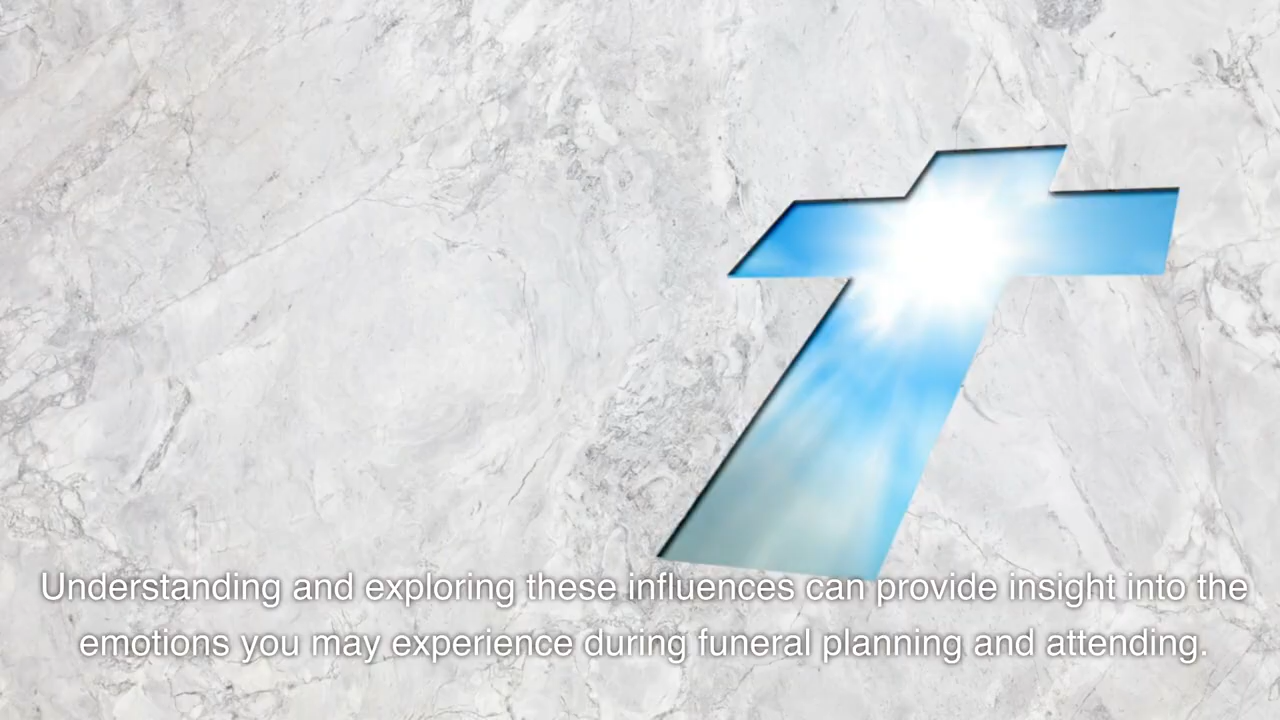 Understanding and exploring these influences can provide insight into the
emotions you may experience during funeral planning and attending.